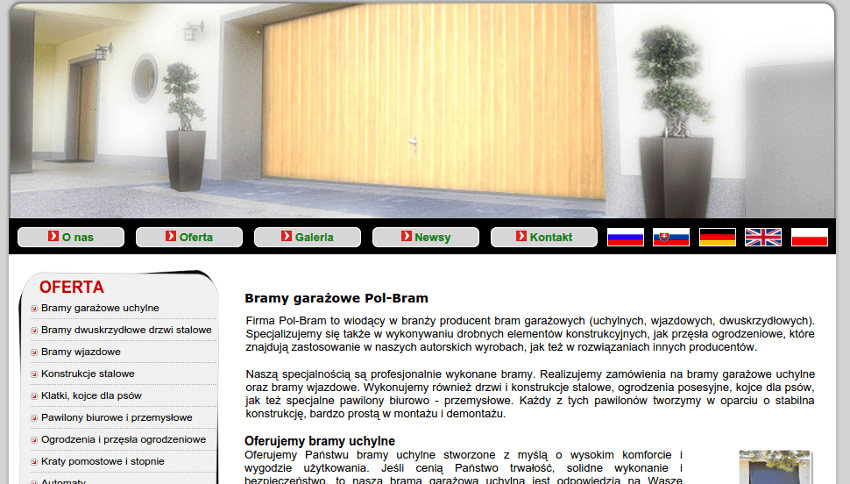 O nas
Oferta
Galeria
Newsy
Kontakt
OFERTA
Bramy garażowe uchylne
Bramy dwuskrzydłowe drzwi stalowe
Bramy wjazdowe
Konstrukcje stalowe
Klatki, kojce dla psów
Pawilony biurowe i przemysłowe
Ogrodzenia i przęsła ogrodzeniowe
Kraty pomostowe i stopnie
Automaty
Bramy garażowe Pol-Bram
Firma Pol-Bram to wiodący w branży producent bram garażowych (uchylnych, wjazdowych, dwuskrzydłowych).
Specjalizujemy się także w wykonywaniu drobnych elementów konstrukcyjnych, jak przęsła ogrodzeniowe, które
znajdują zastosowanie w naszych autorskich wyrobach, jak też w rozwiązaniach innych producentów.
Naszą specjalnością są profesjonalnie wykonane bramy. Realizujemy zamówienia na bramy garażowe uchylne
oraz bramy wjazdowe. Wykonujemy również drzwi i konstrukcje stalowe, ogrodzenia posesyjne, kojce dla psów,
jak też specjalne pawilony biurowo - przemysłowe. Każdy z tych pawilonów tworzymy w oparciu o stabilna
konstrukcję, bardzo prostą w montażu i demontażu.
Oferujemy bramy uchylne
Oferujemy Państwu bramy uchylne stworzone z myślą o wysokim komforcie i
wygodzie użytkowania. Jeśli cenią Państwo trwałość, solidne wykonanie i
bezpieczeństwo, to nasza brama garażowa uchylna jest odpowiedzią na Wasze